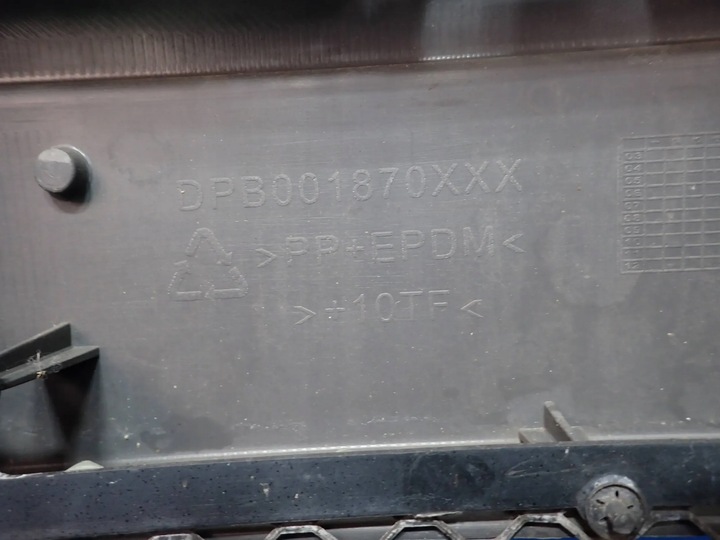 DPB001870XXX
>PP+EPDM<
>+10TF<